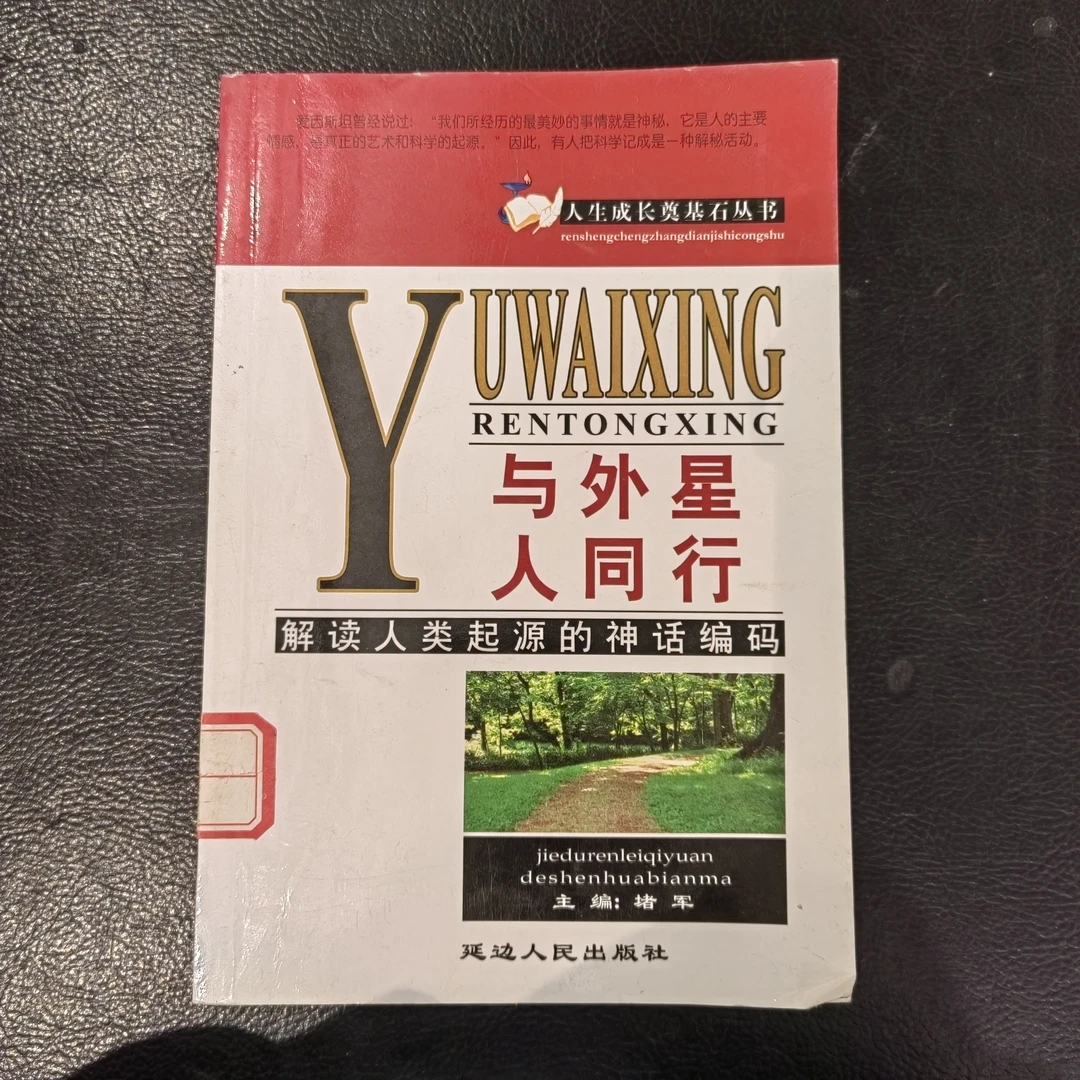 爱因斯坦曾经说过:“我们所经历的最美妙的事情就是神秘,它是人的主要
情感,是真正的艺术和科学的起源。”因此,有人把科学记成是一种解秘活动。
人生成长奠基石丛书
renshengchengzhangdianjishicongshu
YUWAIXING
RENTONGXING
与外星
人同行
解读人类起源的神话编码
jiedurenleiqiyuan
deshenhuabianma
主编:堵军
延边人民出版社